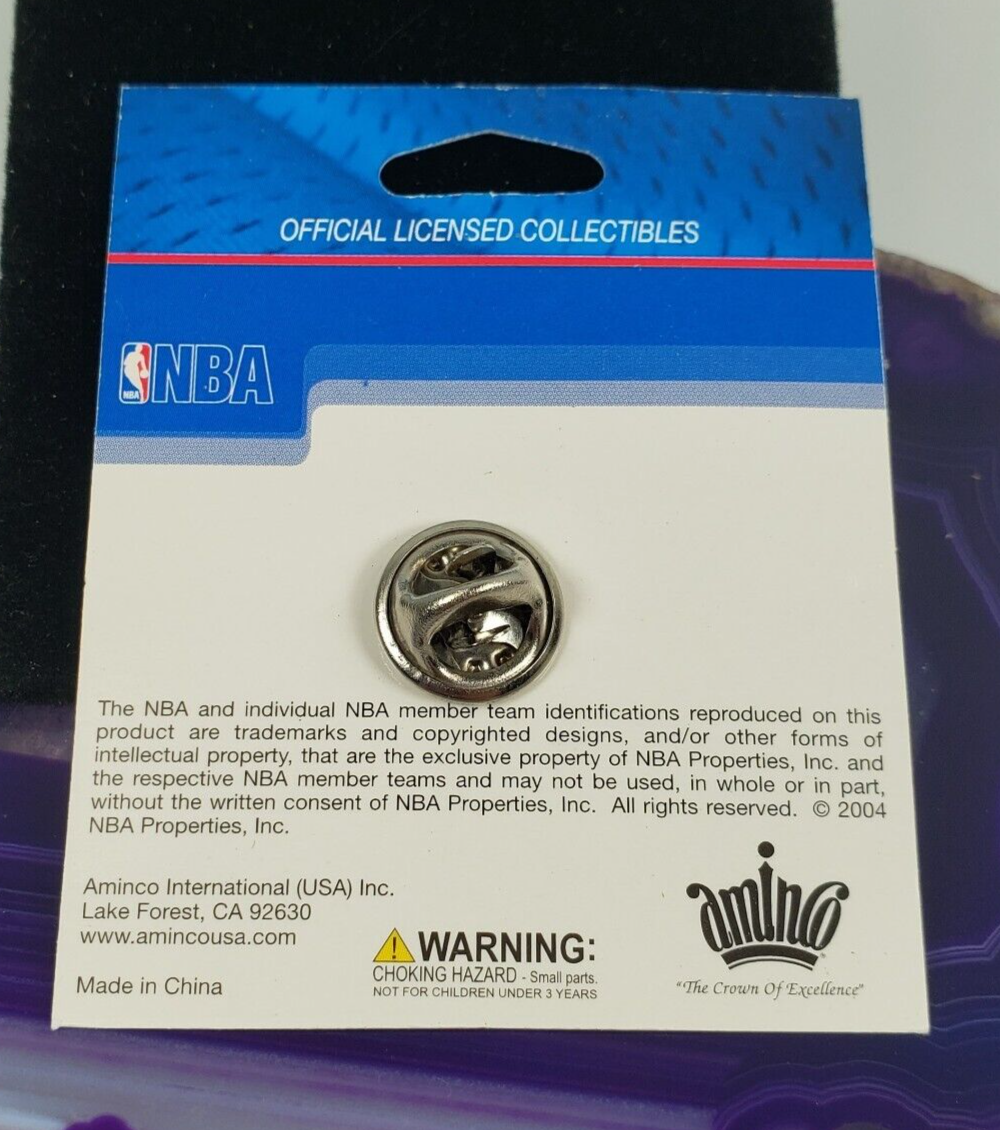 OFFICIAL LICENSED COLLECTIBLES
NBA NBA
The NBA and individual NBA member team identifications reproduced on this
product are trademarks and copyrighted designs, and/or other forms of
intellectual property, that are the exclusive property of NBA Properties, Inc. and
the respective NBA member teams and may not be used, in whole or in part,
without the written consent of NBA Properties, Inc. All rights reserved. © 2004
NBA Properties, Inc.
Aminco International (USA) Inc.
Lake Forest, CA 92630
www.amincousa.com
Made in China
WARNING:
CHOKING HAZARD - Small parts.
NOT FOR CHILDREN UNDER 3 YEARS
aminco
"The Crown Of Excellence"